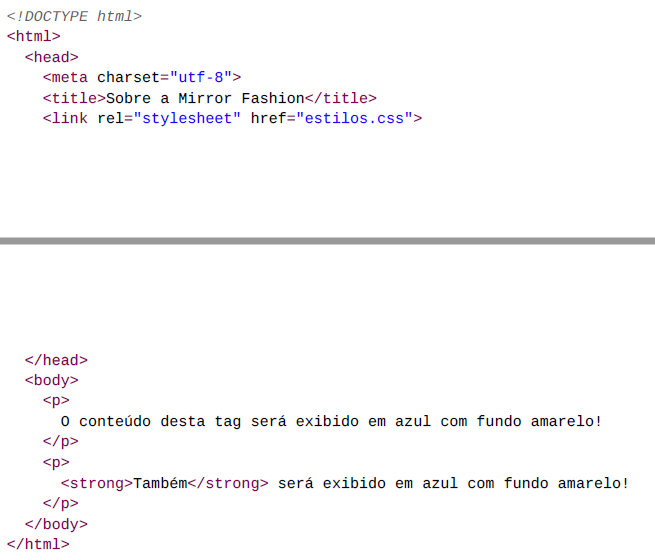 <!DOCTYPE html>
<html>
  <head>
    <meta charset="utf-8">
    <title>Sobre a Mirror Fashion</title>
    <link rel="stylesheet" href="estilos.css">
  </head>
  <body>
    <p>
      O conteúdo desta tag será exibido em azul com fundo amarelo!
    </p>
    <p>
      <strong>Também</strong> será exibido em azul com fundo amarelo!
    </p>
  </body>
</html>